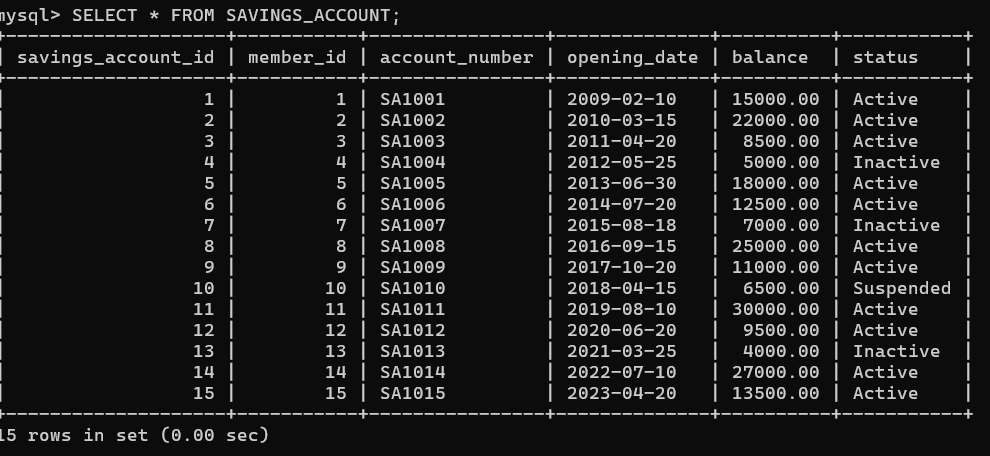 mysql> SELECT * FROM SAVINGS_ACCOUNT;
+--------------------+-----------+----------------+--------------+----------+-----------+
| savings_account_id | member_id | account_number | opening_date | balance  | status    |
+--------------------+-----------+----------------+--------------+----------+-----------+
|                  1 |         1 | SA1001         | 2009-02-10   | 15000.00 | Active    |
|                  2 |         2 | SA1002         | 2010-03-15   | 22000.00 | Active    |
|                  3 |         3 | SA1003         | 2011-04-20   |  8500.00 | Active    |
|                  4 |         4 | SA1004         | 2012-05-25   |  5000.00 | Inactive  |
|                  5 |         5 | SA1005         | 2013-06-30   | 18000.00 | Active    |
|                  6 |         6 | SA1006         | 2014-07-20   | 12500.00 | Active    |
|                  7 |         7 | SA1007         | 2015-08-18   |  7000.00 | Inactive  |
|                  8 |         8 | SA1008         | 2016-09-15   | 25000.00 | Active    |
|                  9 |         9 | SA1009         | 2017-10-20   | 11000.00 | Active    |
|                 10 |        10 | SA1010         | 2018-04-15   |  6500.00 | Suspended |
|                 11 |        11 | SA1011         | 2019-08-10   | 30000.00 | Active    |
|                 12 |        12 | SA1012         | 2020-06-20   |  9500.00 | Active    |
|                 13 |        13 | SA1013         | 2021-03-25   |  4000.00 | Inactive  |
|                 14 |        14 | SA1014         | 2022-07-10   | 27000.00 | Active    |
|                 15 |        15 | SA1015         | 2023-04-20   | 13500.00 | Active    |
+--------------------+-----------+----------------+--------------+----------+-----------+
15 rows in set (0.00 sec)